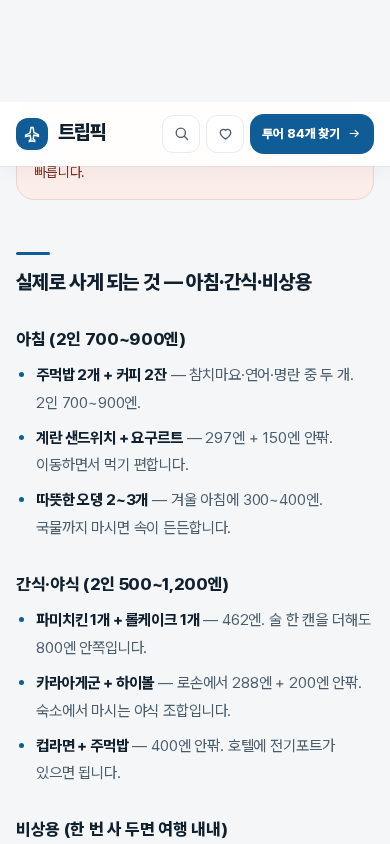 트립픽
투어 84개 찾기 →
빠릅니다.
실제로 사게 되는 것 — 아침·간식·비상용
아침 (2인 700~900엔)
주먹밥 2개 + 커피 2잔 — 참치마요·연어·명란 중 두 개.
2인 700~900엔.
계란 샌드위치 + 요구르트 — 297엔 + 150엔 안팎.
이동하면서 먹기 편합니다.
따뜻한 오뎅 2~3개 — 겨울 아침에 300~400엔.
국물까지 마시면 속이 든든합니다.
간식·야식 (2인 500~1,200엔)
파미치킨 1개 + 롤케이크 1개 — 462엔. 술 한 캔을 더해도
800엔 안쪽입니다.
카라아게군 + 하이볼 — 로손에서 288엔 + 200엔 안팎.
숙소에서 마시는 야식 조합입니다.
컵라면 + 주먹밥 — 400엔 안팎. 호텔에 전기포트가
있으면 됩니다.
비상용 (한 번 사 두면 여행 내내)